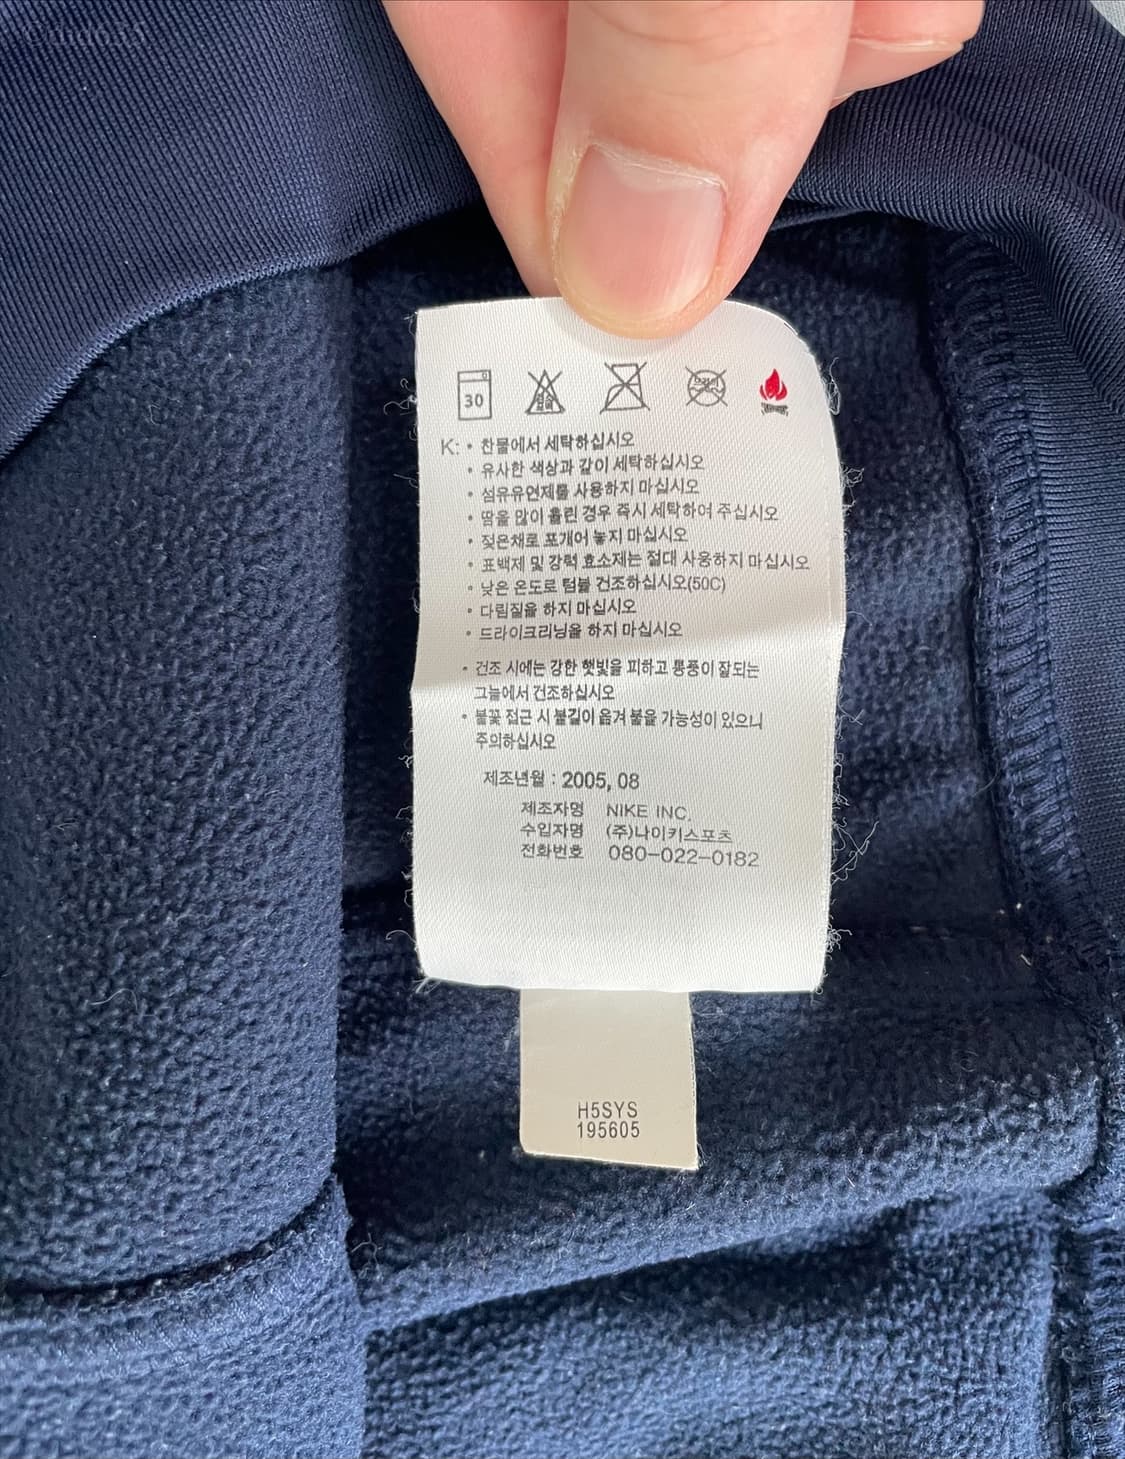 30
염소
드라이
K: • 찬물에서 세탁하십시오
• 유사한 색상과 같이 세탁하십시오
• 섬유유연제를 사용하지 마십시오
• 땀을 많이 흘린 경우 즉시 세탁하여 주십시오
• 젖은채로 포개어 놓지 마십시오
• 표백제 및 강력 효소제는 절대 사용하지 마십시오
• 낮은 온도로 텀블 건조하십시오(50C)
• 다림질을 하지 마십시오
• 드라이크리닝을 하지 마십시오
• 건조 시에는 강한 햇빛을 피하고 통풍이 잘되는
그늘에서 건조하십시오
• 불꽃 접근 시 불길이 옮겨 붙을 가능성이 있으니
주의하십시오
제조년월 : 2005, 08
제조자명 NIKE INC.
수입자명 (주)나이키스포츠
전화번호 080-022-0182
H5SYS
195605